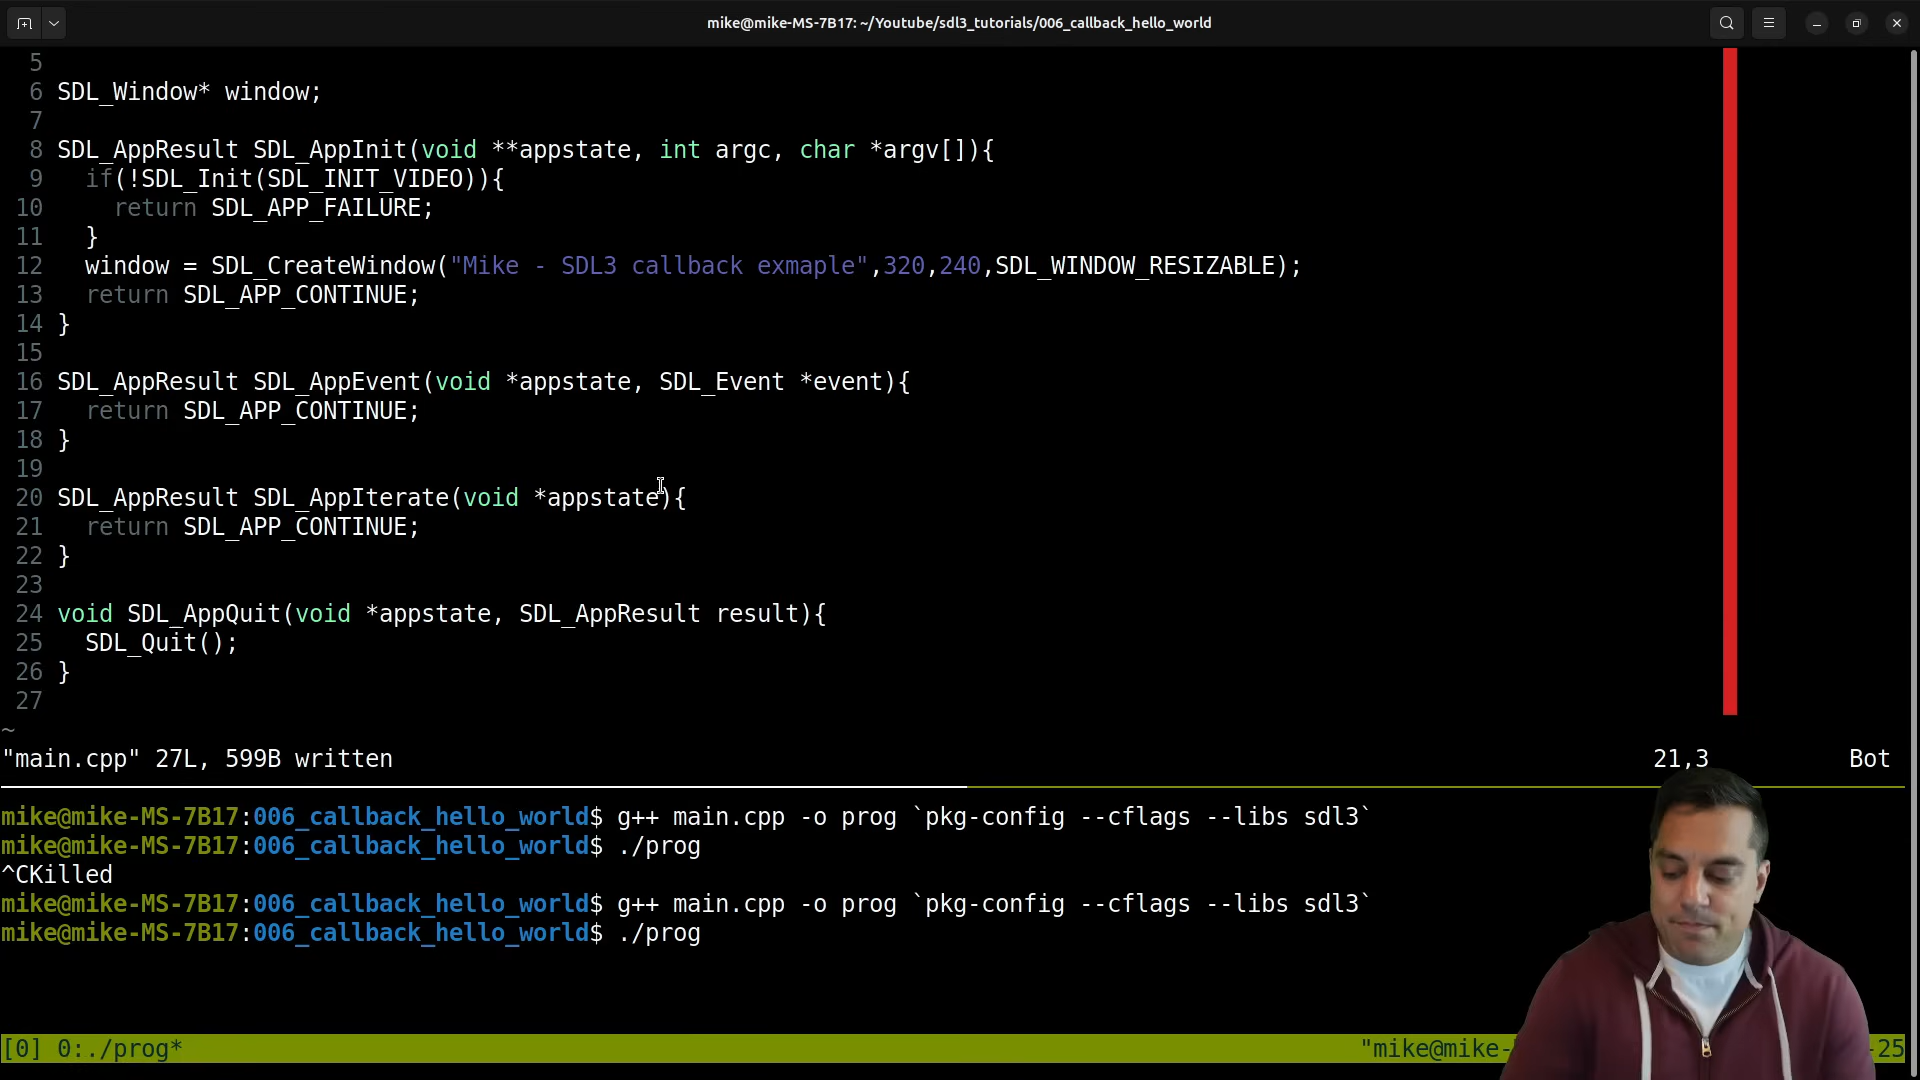 mike@mike-MS-7B17: ~/Youtube/sdl3_tutorials/006_callback_hello_world
5
6 SDL_Window* window;
7
8 SDL_AppResult SDL_AppInit(void **appstate, int argc, char *argv[]){
9   if(!SDL_Init(SDL_INIT_VIDEO)){
10     return SDL_APP_FAILURE;
11   }
12   window = SDL_CreateWindow("Mike - SDL3 callback exmaple",320,240,SDL_WINDOW_RESIZABLE);
13   return SDL_APP_CONTINUE;
14 }
15
16 SDL_AppResult SDL_AppEvent(void *appstate, SDL_Event *event){
17   return SDL_APP_CONTINUE;
18 }
19
20 SDL_AppResult SDL_AppIterate(void *appstate){
21   return SDL_APP_CONTINUE;
22 }
23
24 void SDL_AppQuit(void *appstate, SDL_AppResult result){
25   SDL_Quit();
26 }
27
~
"main.cpp" 27L, 599B written 21,3 Bot
mike@mike-MS-7B17:006_callback_hello_world$ g++ main.cpp -o prog `pkg-config --cflags --libs sdl3`
mike@mike-MS-7B17:006_callback_hello_world$ ./prog
^CKilled
mike@mike-MS-7B17:006_callback_hello_world$ g++ main.cpp -o prog `pkg-config --cflags --libs sdl3`
mike@mike-MS-7B17:006_callback_hello_world$ ./prog
[0] 0:./prog* "mike@mike- -25